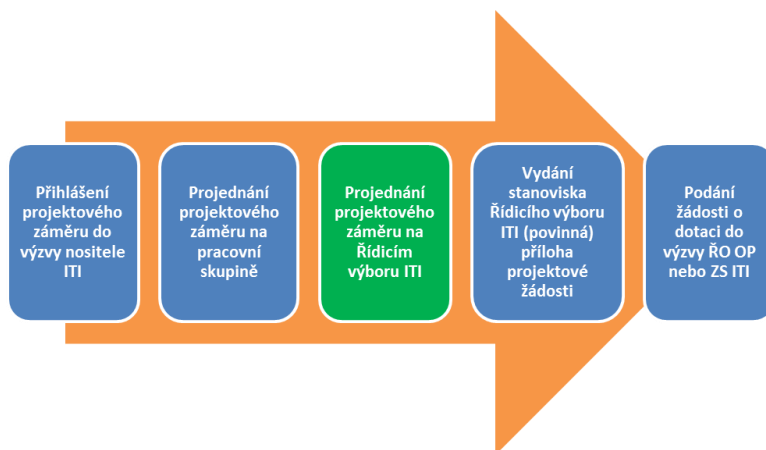 Přihlášení
projektového
záměru do
výzvy nositele
ITI
Projednání
projektového
záměru na
pracovní
skupině
Projednání
projektového
záměru na
Řídicím
výboru ITI
Vydání
stanoviska
Řídicího výboru
ITI (povinná)
příloha
projektové
žádosti
Podání
žádosti o
dotaci do
výzvy ŘO OP
nebo ZS ITI